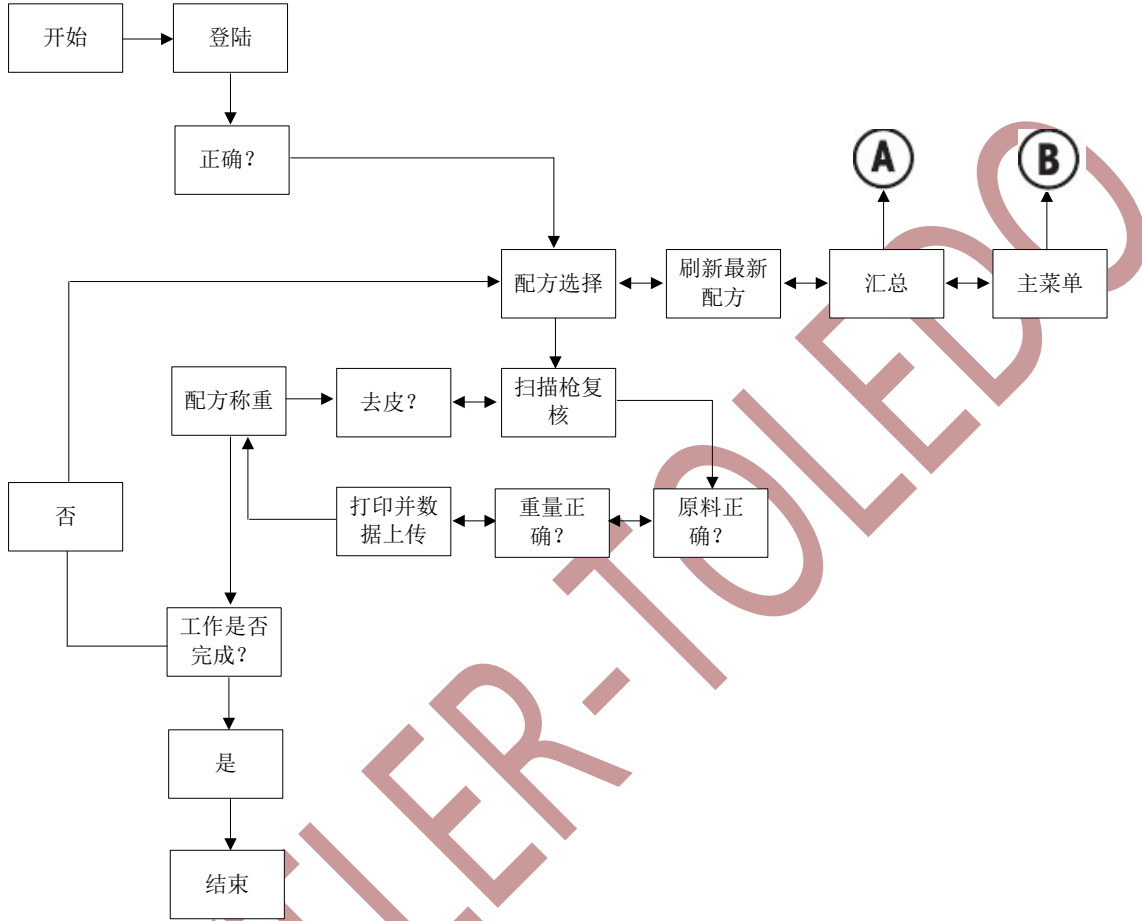 开始
登陆
正确？
A
B
配方选择
刷新最新
配方
汇总
主菜单
配方称重
去皮？
扫描枪复
核
否
打印并数
据上传
重量正
确？
原料正
确？
工作是否
完成？
是
结束
TLER-TOLEDO